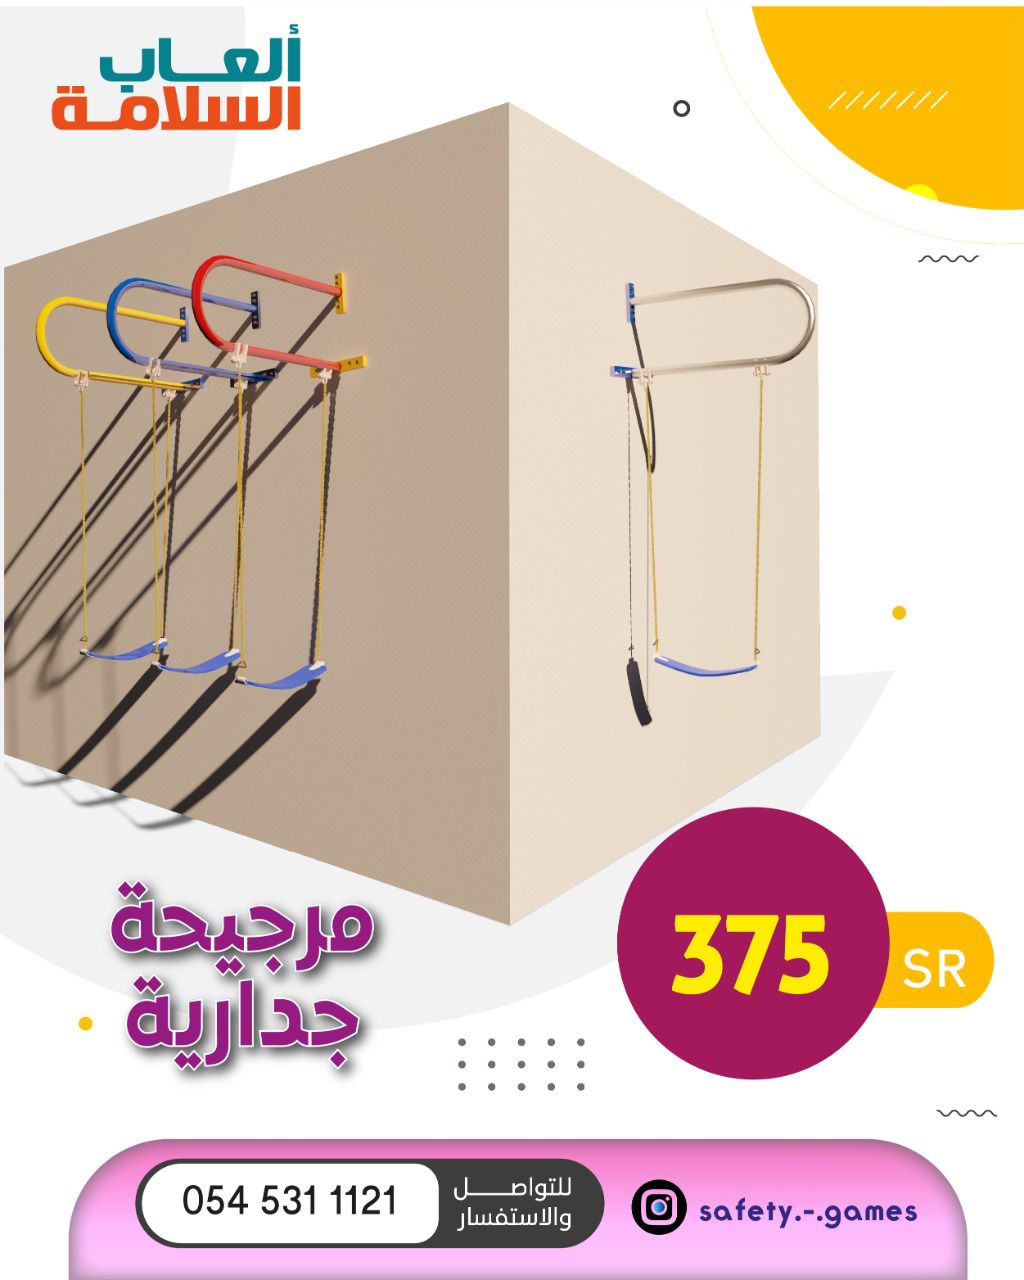 ألعاب
السلامة
مرجيحة
جدارية
375
SR
للتواصل
والاستفسار
054 531 1121
safety.-.games